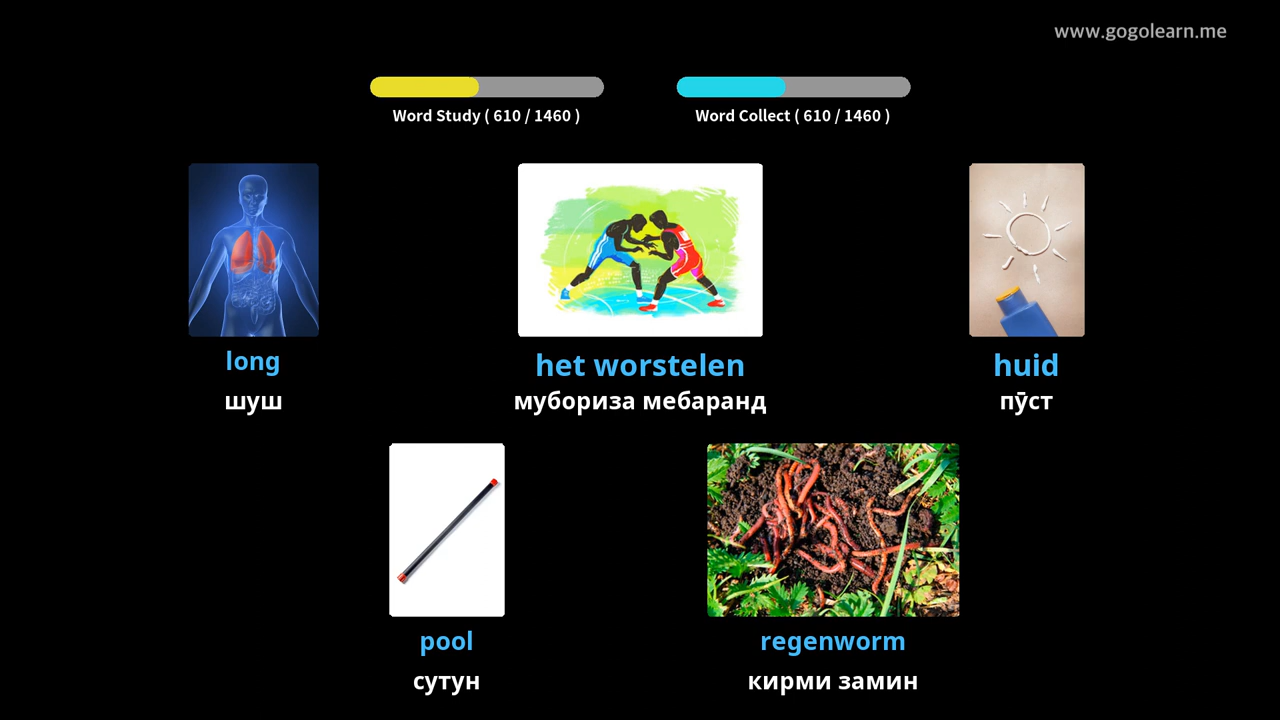 www.gogolearn.me
Word Study ( 610 / 1460 )
Word Collect ( 610 / 1460 )
long
шуш
het worstelen
мубориза мебаранд
huid
пӯст
pool
сутун
regenworm
кирми замин